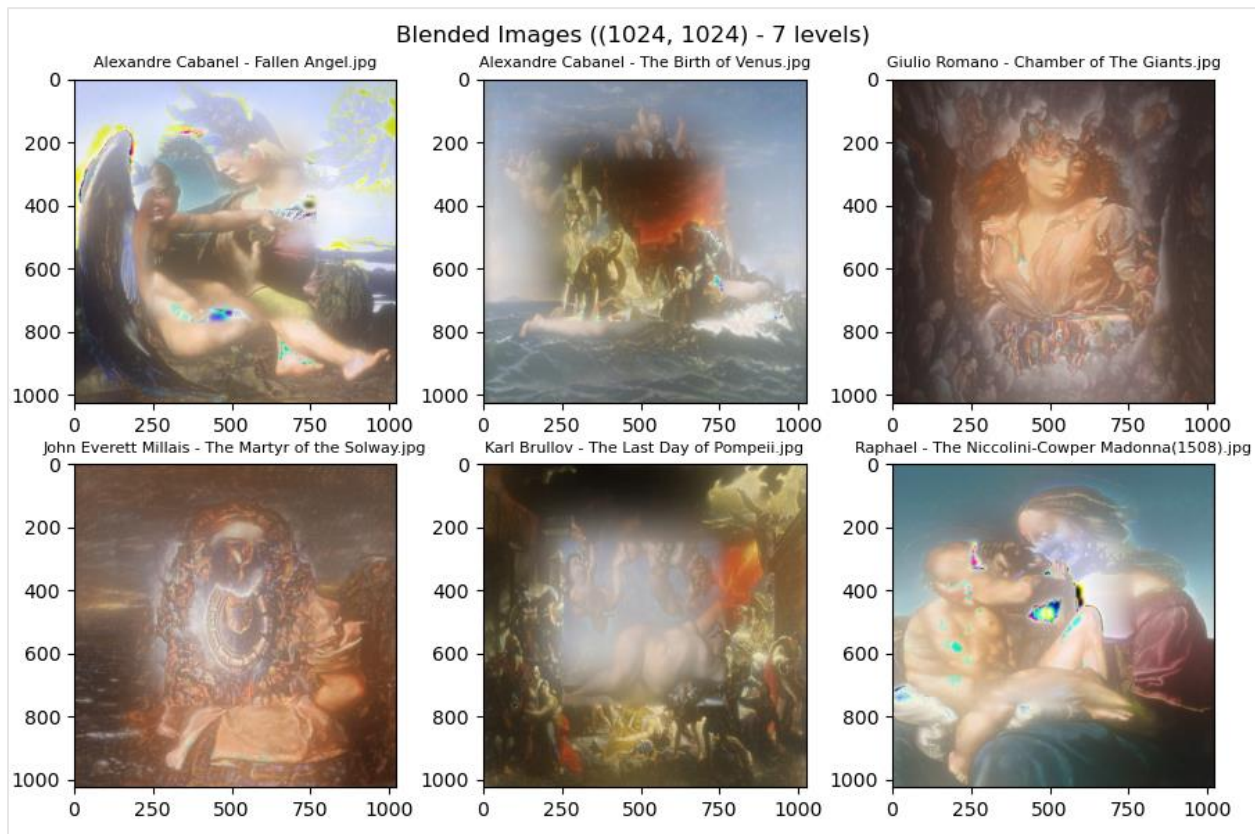 Blended Images ((1024, 1024) - 7 levels)
Alexandre Cabanel - Fallen Angel.jpg
Alexandre Cabanel - The Birth of Venus.jpg
Giulio Romano - Chamber of The Giants.jpg
0
200
400
600
800
1000
0 250 500 750 1000
0
200
400
600
800
1000
0 250 500 750 1000
0
200
400
600
800
1000
0 250 500 750 1000
John Everett Millais - The Martyr of the Solway.jpg
Karl Brullov - The Last Day of Pompeii.jpg
Raphael - The Niccolini-Cowper Madonna(1508).jpg
0
200
400
600
800
1000
0 250 500 750 1000
0
200
400
600
800
1000
0 250 500 750 1000
0
200
400
600
800
1000
0 250 500 750 1000